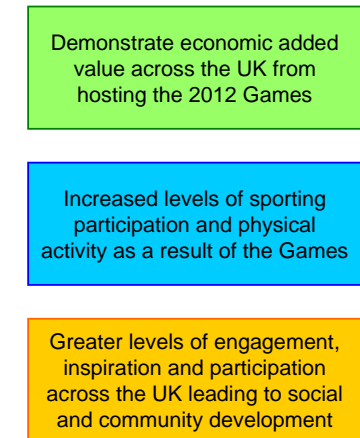 Demonstrate economic added
value across the UK from
hosting the 2012 Games
Increased levels of sporting
participation and physical
activity as a result of the Games
Greater levels of engagement,
inspiration and participation
across the UK leading to social
and community development